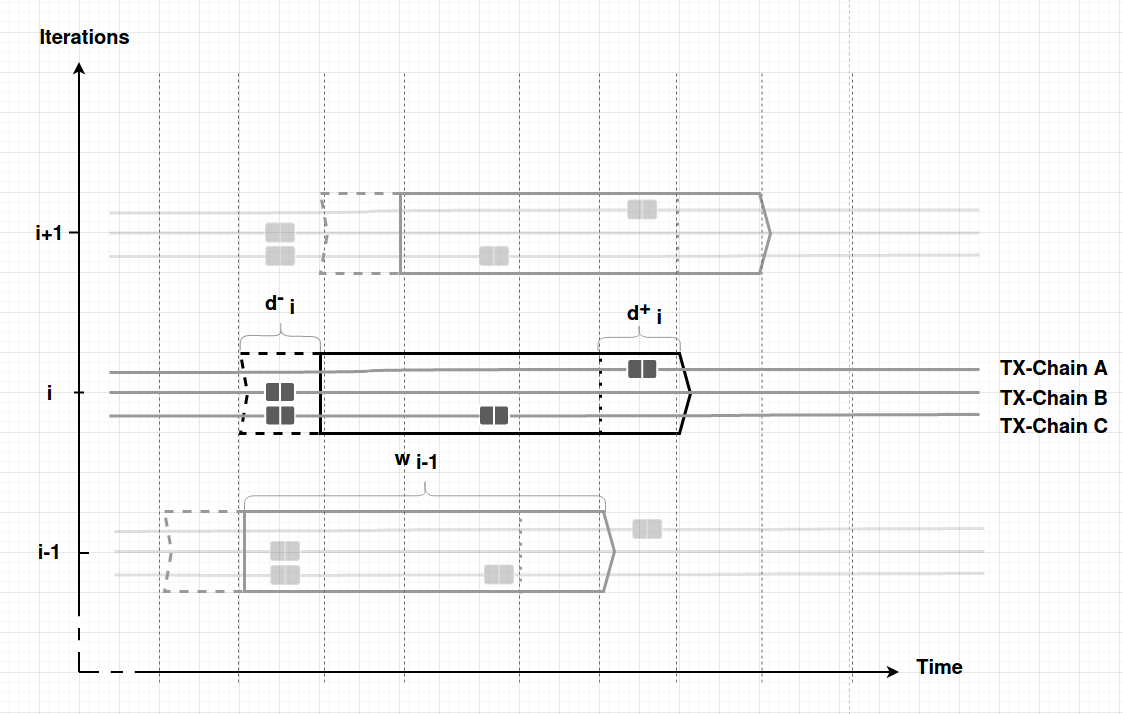 Iterations
i+1
d- i
d+ i
i
TX-Chain A
TX-Chain B
TX-Chain C
w i-1
i-1
Time